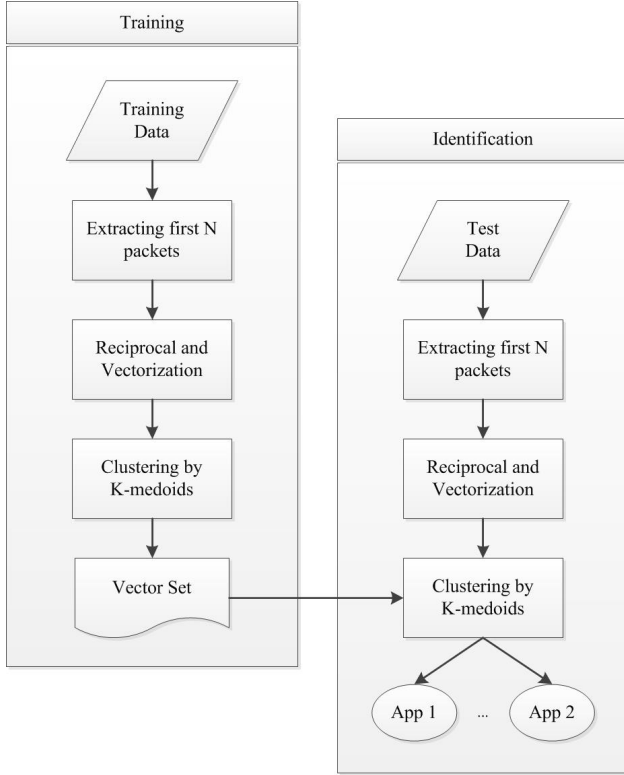 Training
Training
Data
Extracting first N
packets
Reciprocal and
Vectorization
Clustering by
K-medoids
Vector Set
Identification
Test
Data
Extracting first N
packets
Reciprocal and
Vectorization
Clustering by
K-medoids
App 1 ... App 2